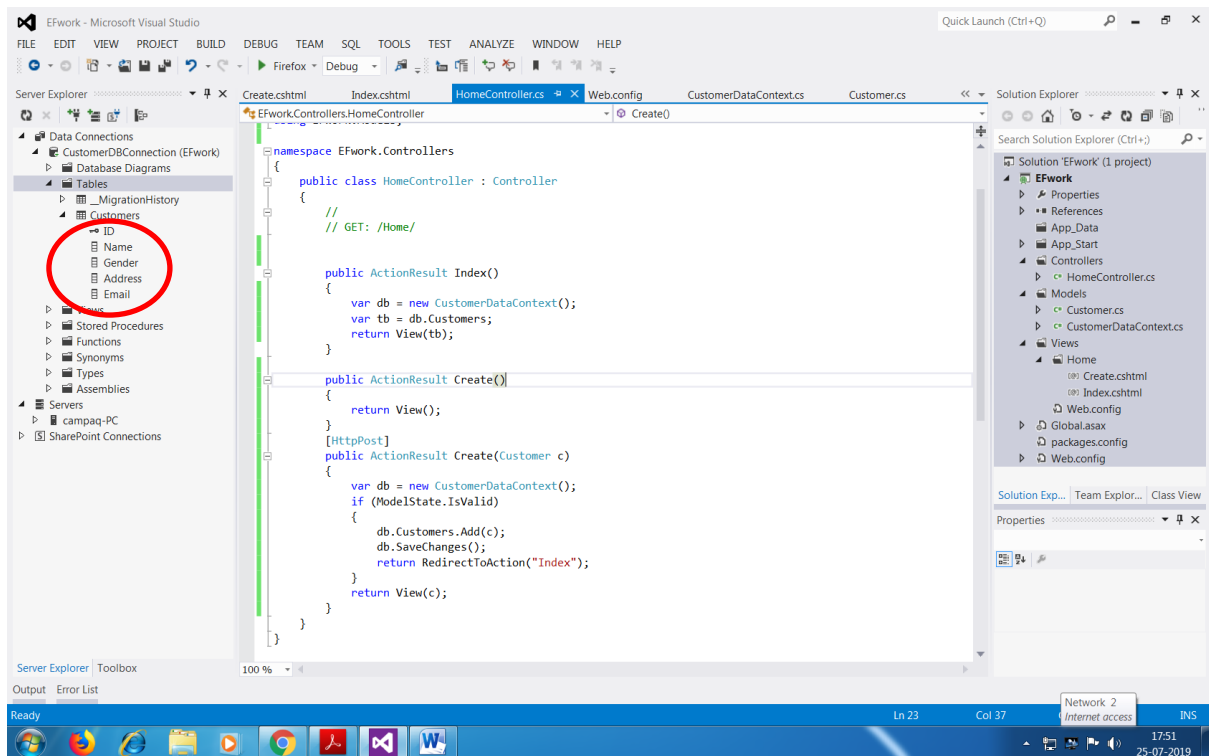 EFwork - Microsoft Visual Studio
Quick Launch (Ctrl+Q)
FILE EDIT VIEW PROJECT BUILD DEBUG TEAM SQL TOOLS TEST ANALYZE WINDOW HELP
Firefox Debug
Server Explorer
Data Connections
CustomerDBConnection (EFwork)
Database Diagrams
Tables
__MigrationHistory
Customers
ID
Name
Gender
Address
Email
Views
Stored Procedures
Functions
Synonyms
Types
Assemblies
Servers
campaq-PC
SharePoint Connections
Server Explorer Toolbox
Create.cshtml Index.cshtml HomeController.cs Web.config CustomerDataContext.cs Customer.cs
EFwork.Controllers.HomeController Create()
namespace EFwork.Controllers
{
public class HomeController : Controller
{
//
// GET: /Home/
public ActionResult Index()
{
var db = new CustomerDataContext();
var tb = db.Customers;
return View(tb);
}
public ActionResult Create()
{
return View();
}
[HttpPost]
public ActionResult Create(Customer c)
{
var db = new CustomerDataContext();
if (ModelState.IsValid)
{
db.Customers.Add(c);
db.SaveChanges();
return RedirectToAction("Index");
}
return View(c);
}
}
}
100 %
Solution Explorer
Search Solution Explorer (Ctrl+;)
Solution 'EFwork' (1 project)
EFwork
Properties
References
App_Data
App_Start
Controllers
HomeController.cs
Models
Customer.cs
CustomerDataContext.cs
Views
Home
Create.cshtml
Index.cshtml
Web.config
Global.asax
packages.config
Web.config
Solution Exp... Team Explor... Class View
Properties
Output Error List
Ready Ln 23 Col 37 INS
Network 2
Internet access
17:51
25-07-2019